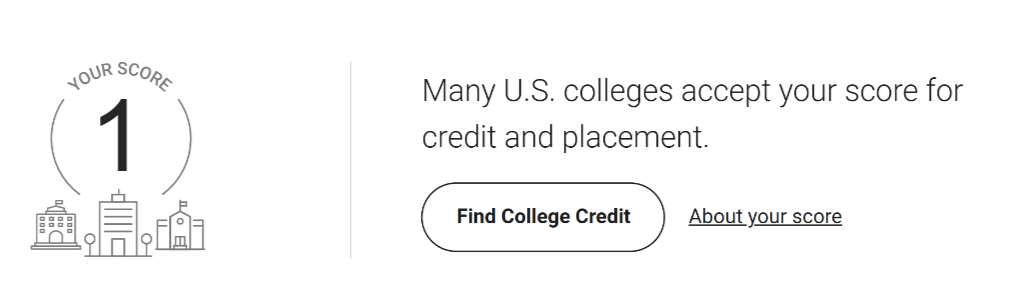 YOUR SCORE
1
Many U.S. colleges accept your score for
credit and placement.
Find College Credit
About your score